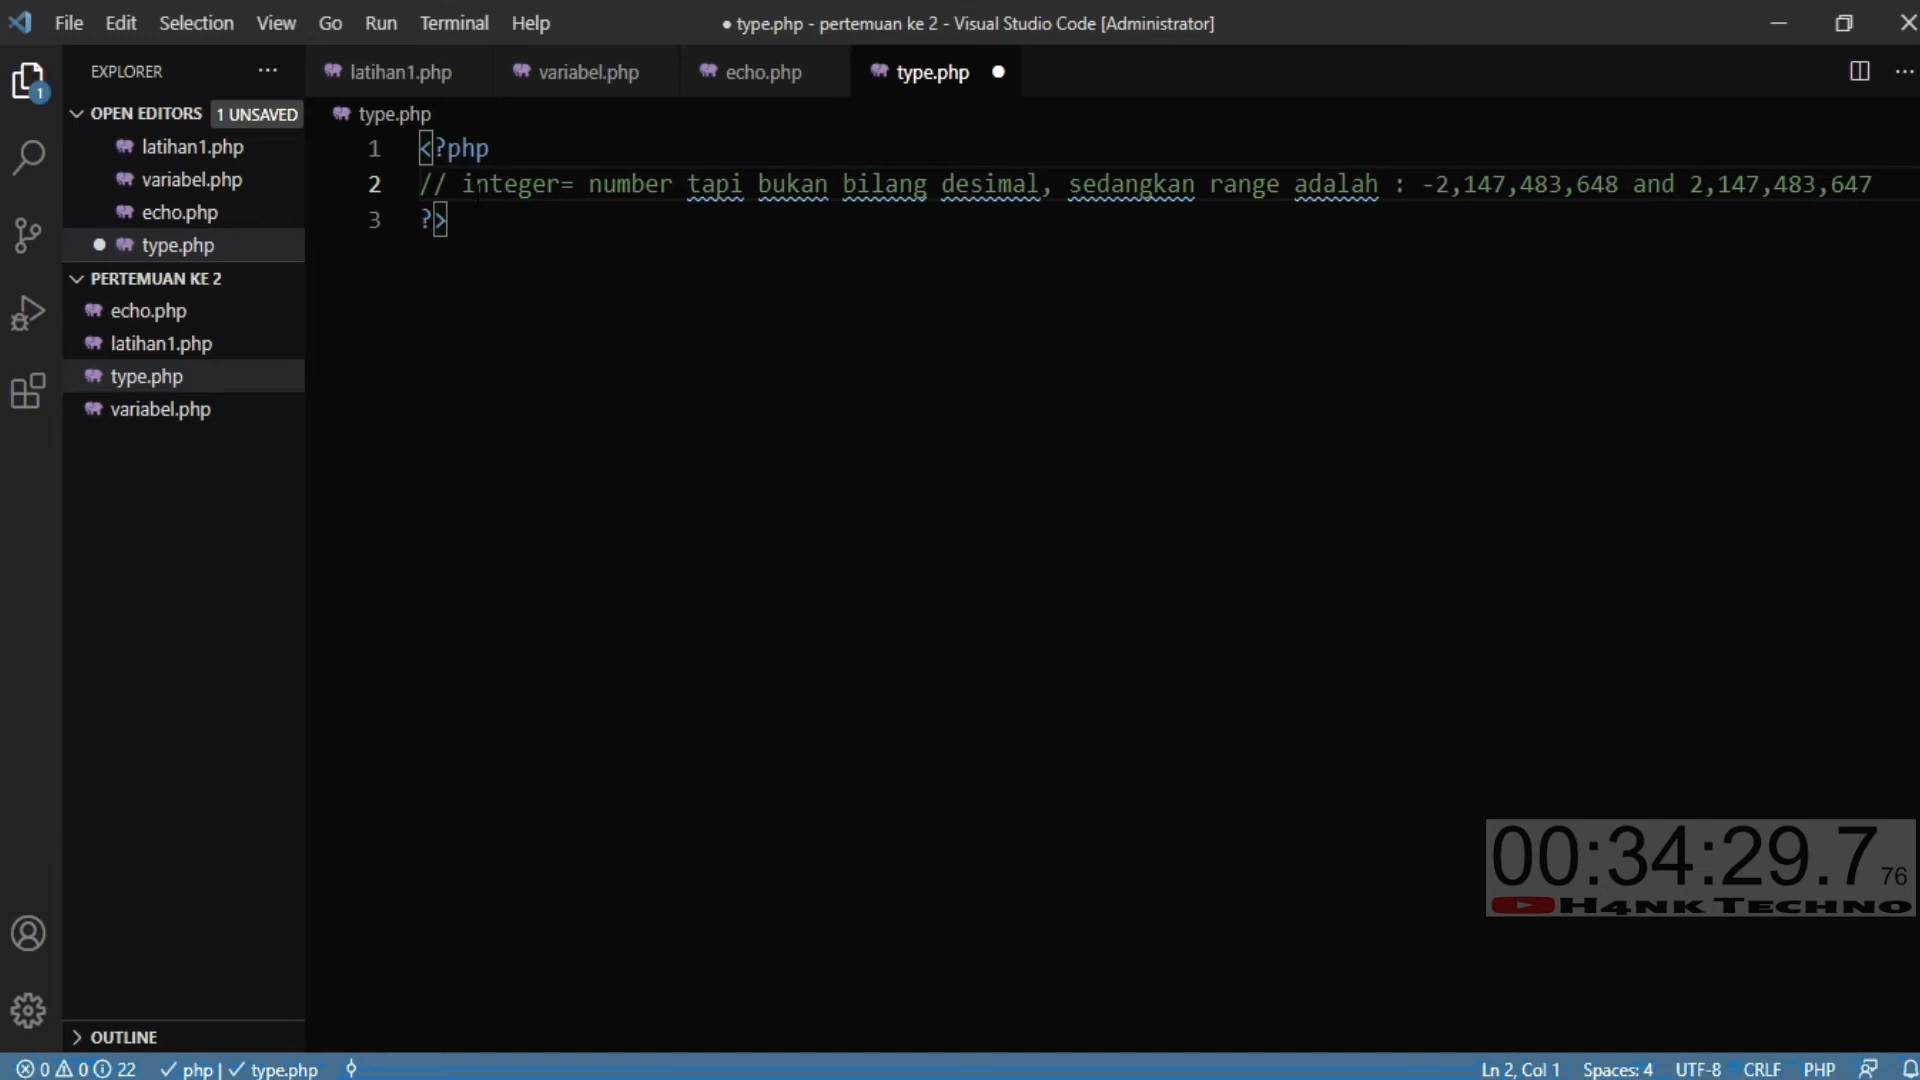 File Edit Selection View Go Run Terminal Help
● type.php - pertemuan ke 2 - Visual Studio Code [Administrator]
EXPLORER ···
latihan1.php
variabel.php
echo.php
type.php
OPEN EDITORS 1 UNSAVED
latihan1.php
variabel.php
echo.php
type.php
PERTEMUAN KE 2
echo.php
latihan1.php
type.php
variabel.php
OUTLINE
1
type.php
1 <?php
2 // integer= number tapi bukan bilang desimal, sedangkan range adalah : -2,147,483,648 and 2,147,483,647
3 ?>
00:34:29.776
H4NK TECHNO
0 0 22 php | type.php
Ln 2, Col 1 Spaces: 4 UTF-8 CRLF PHP